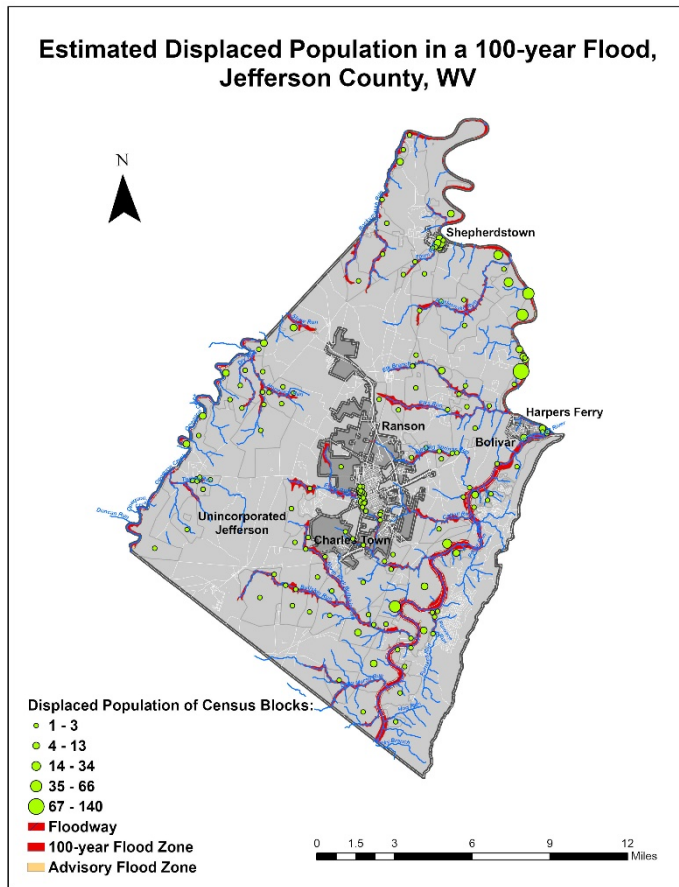 Estimated Displaced Population in a 100-year Flood,
Jefferson County, WV
N
Shepherdstown
Harpers Ferry
Ranson
Bolivar
Unincorporated
Jefferson
Charles Town
Displaced Population of Census Blocks:
1 - 3
4 - 13
14 - 34
35 - 66
67 - 140
Floodway
100-year Flood Zone
Advisory Flood Zone
0 1.5 3 6 9 12
Miles